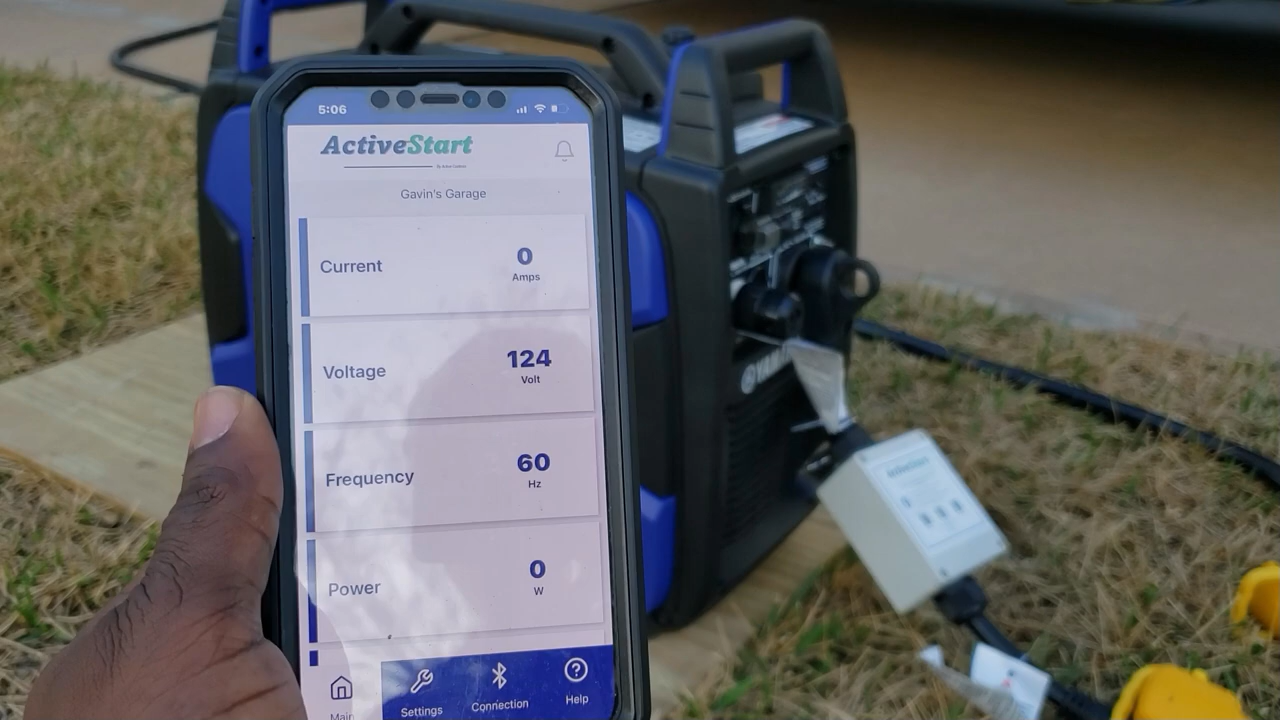 5:06
ActiveStart
Gavin's Garage
Current
0
Amps
Voltage
124
Volt
Frequency
60
Hz
Power
0
W
Main
Settings
Connection
Help